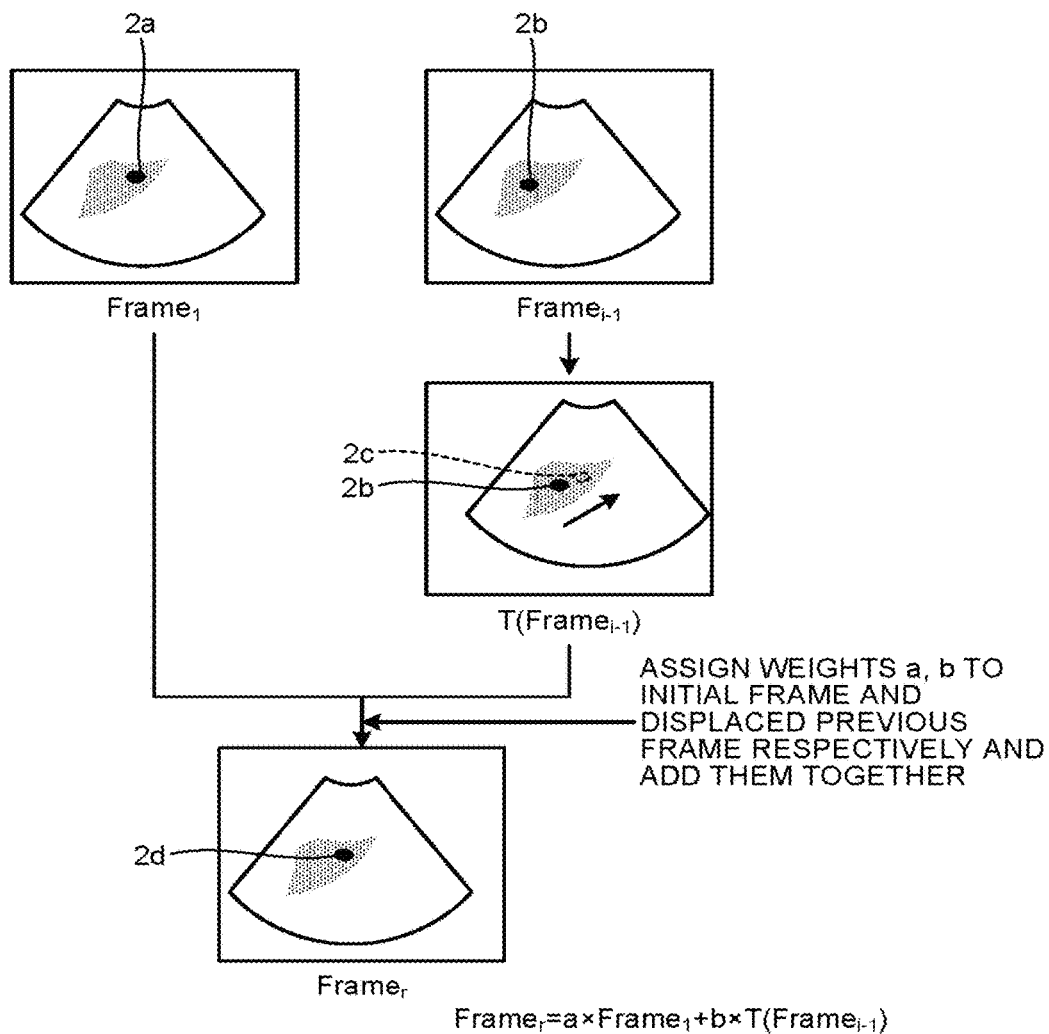 2a
2b
Frame₁
Frameᵢ₋₁
2c
2b
T(Frameᵢ₋₁)
ASSIGN WEIGHTS a, b TO
INITIAL FRAME AND
DISPLACED PREVIOUS
FRAME RESPECTIVELY AND
ADD THEM TOGETHER
2d
Frameᵣ
Frameᵣ=a×Frame₁+b×T(Frameᵢ₋₁)